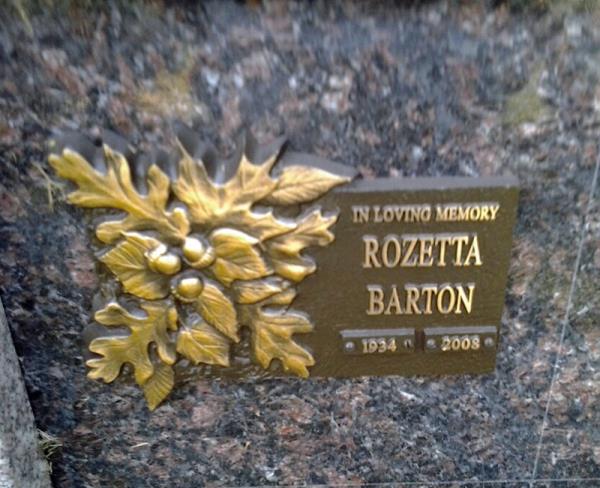 IN LOVING MEMORY
ROZETTA
BARTON
1934 2008